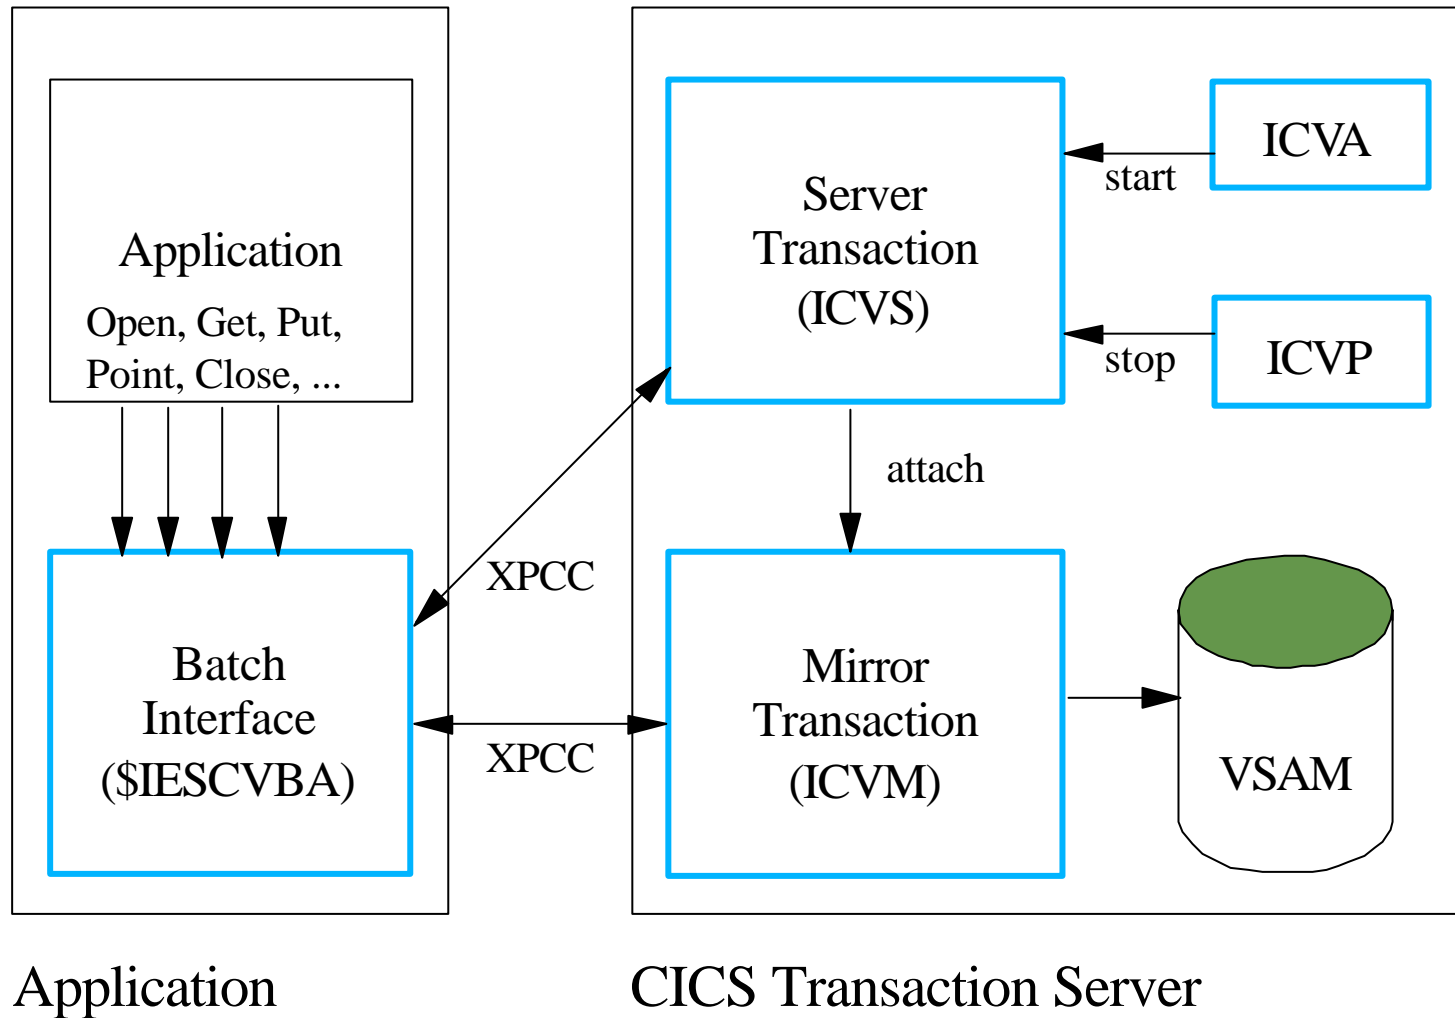 Application
Open, Get, Put,
Point, Close, ...
Batch
Interface
($IESCVBA)
XPCC
XPCC
Server
Transaction
(ICVS)
start
ICVA
stop
ICVP
attach
Mirror
Transaction
(ICVM)
VSAM
Application
CICS Transaction Server